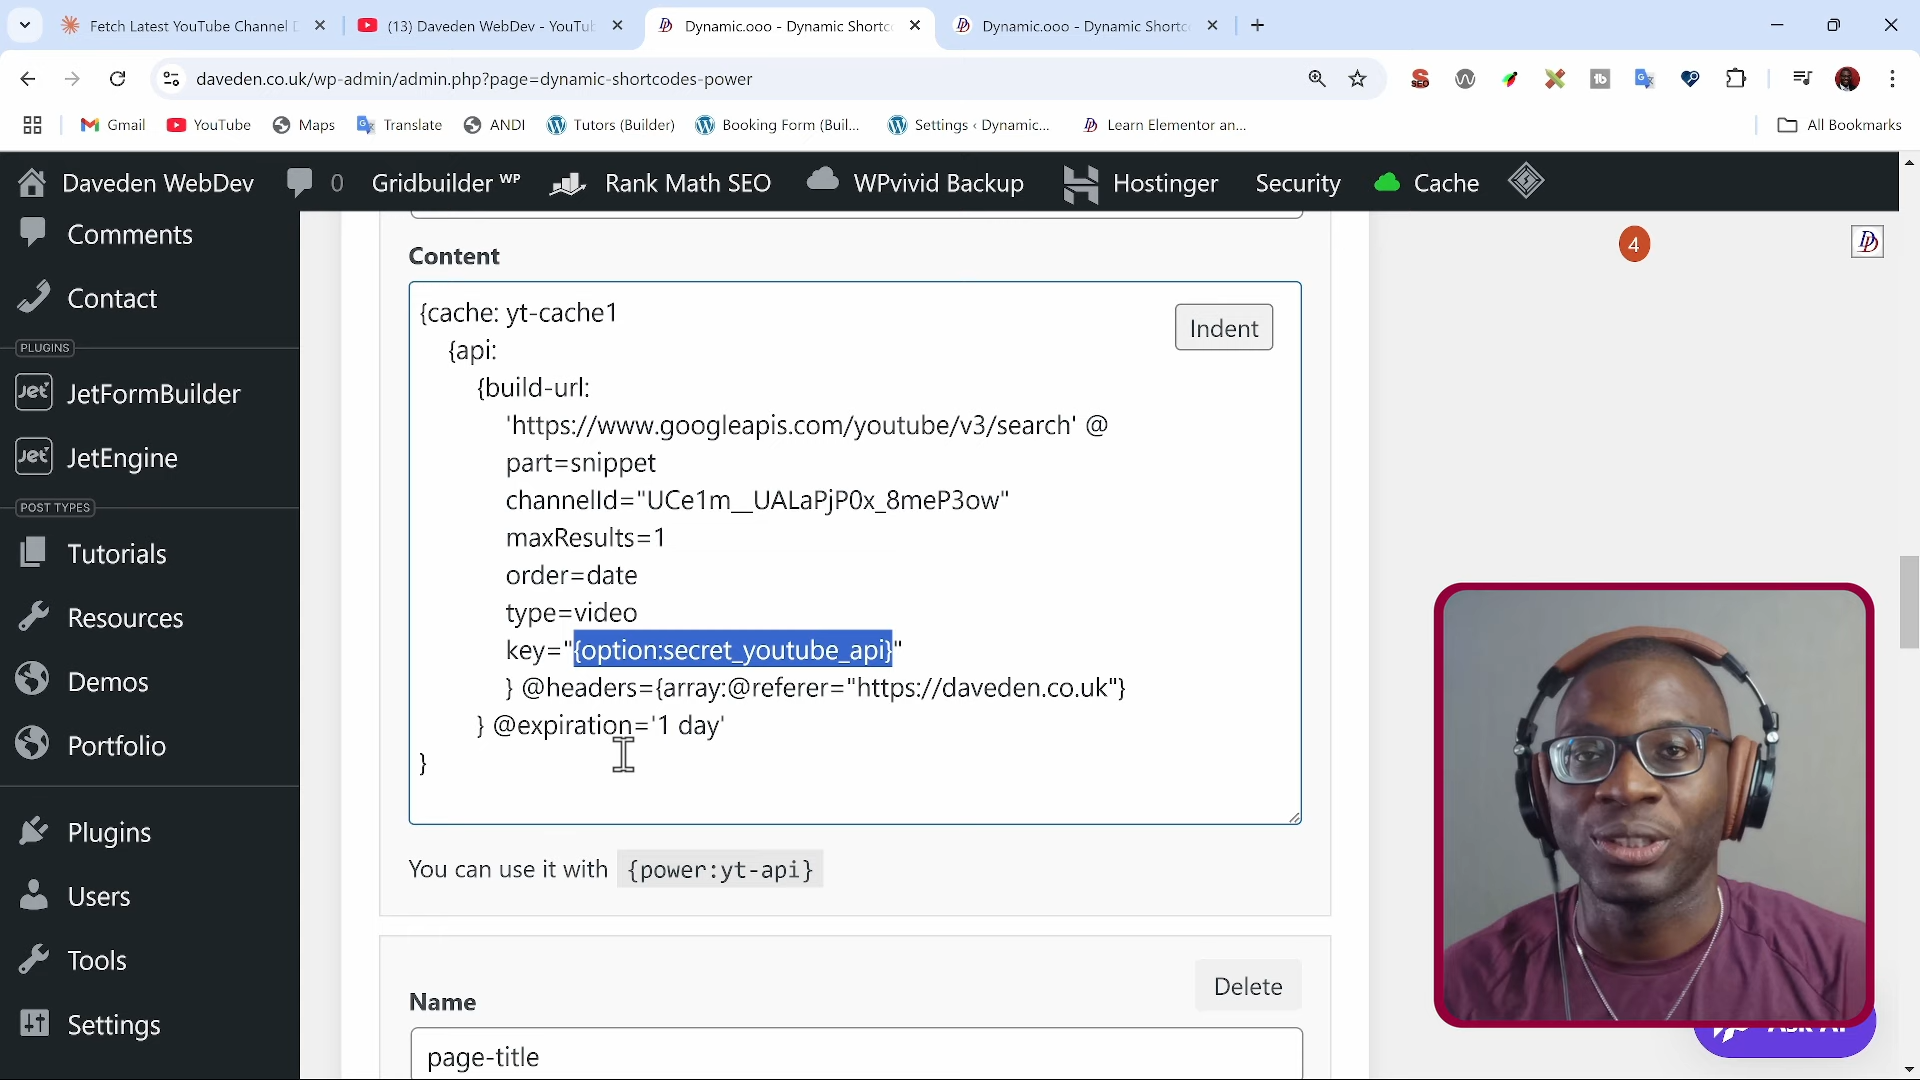 Fetch Latest YouTube Channel
(13) Daveden WebDev - YouTu
Dynamic.ooo - Dynamic Shortc
Dynamic.ooo - Dynamic Shortc
daveden.co.uk/wp-admin/admin.php?page=dynamic-shortcodes-power
SEO
tb
Gmail
YouTube
Maps
Translate
ANDI
Tutors (Builder)
Booking Form (Buil...
Settings ‹ Dynamic...
Learn Elementor an...
All Bookmarks
Daveden WebDev
0
Gridbuilder WP
Rank Math SEO
WPvivid Backup
Hostinger
Security
Cache
Comments
Contact
PLUGINS
Jet JetFormBuilder
Jet JetEngine
POST TYPES
Tutorials
Resources
Demos
Portfolio
Plugins
Users
Tools
Settings
4
Content
Indent
{cache: yt-cache1
{api:
{build-url:
'https://www.googleapis.com/youtube/v3/search' @
part=snippet
channelId="UCe1m__UALaPjP0x_8meP3ow"
maxResults=1
order=date
type=video
key="{option:secret_youtube_api}"
} @headers={array:@referer="https://daveden.co.uk"}
} @expiration='1 day'
}
You can use it with {power:yt-api}
Delete
Name
page-title